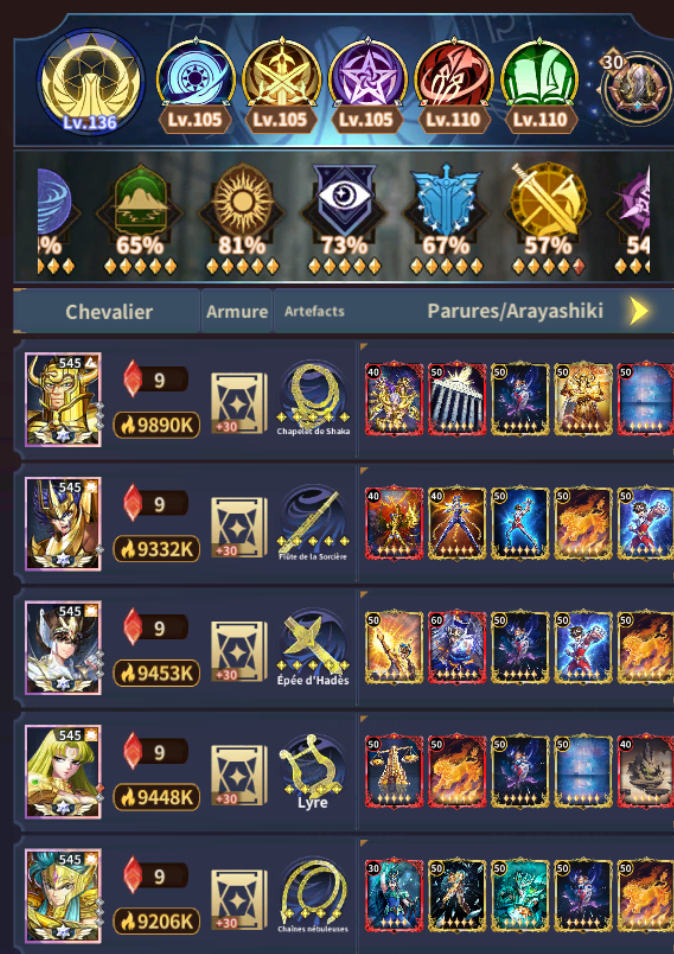 30
Lv.136 Lv.105 Lv.105 Lv.105 Lv.110 Lv.110
% 65% 81% 73% 67% 57% 54
Chevalier Armure Artefacts Parures/Arayashiki
545 9 40 50 50 50 50
9890K +30 Chapelet de Shaka
545 9 40 40 50 50 50
9332K +30 Flûte de la Sorcière
545 9 50 60 50 50 50
9453K +30 Épée d'Hadès
545 9 50 50 50 50 40
9448K +30 Lyre
545 9 30 50 50 50 50
9206K +30 Chaînes nébuleuses